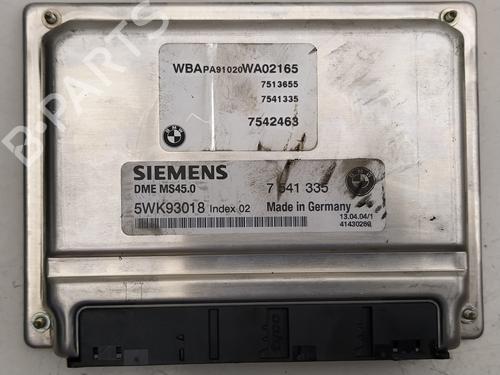 WBAPA91020WA02165
7513655
7541335
7542463
SIEMENS
DME MS45.0
7 541 335
5WK93018 Index 02
Made in Germany
13.04.04/1
41430280
B-PARTS